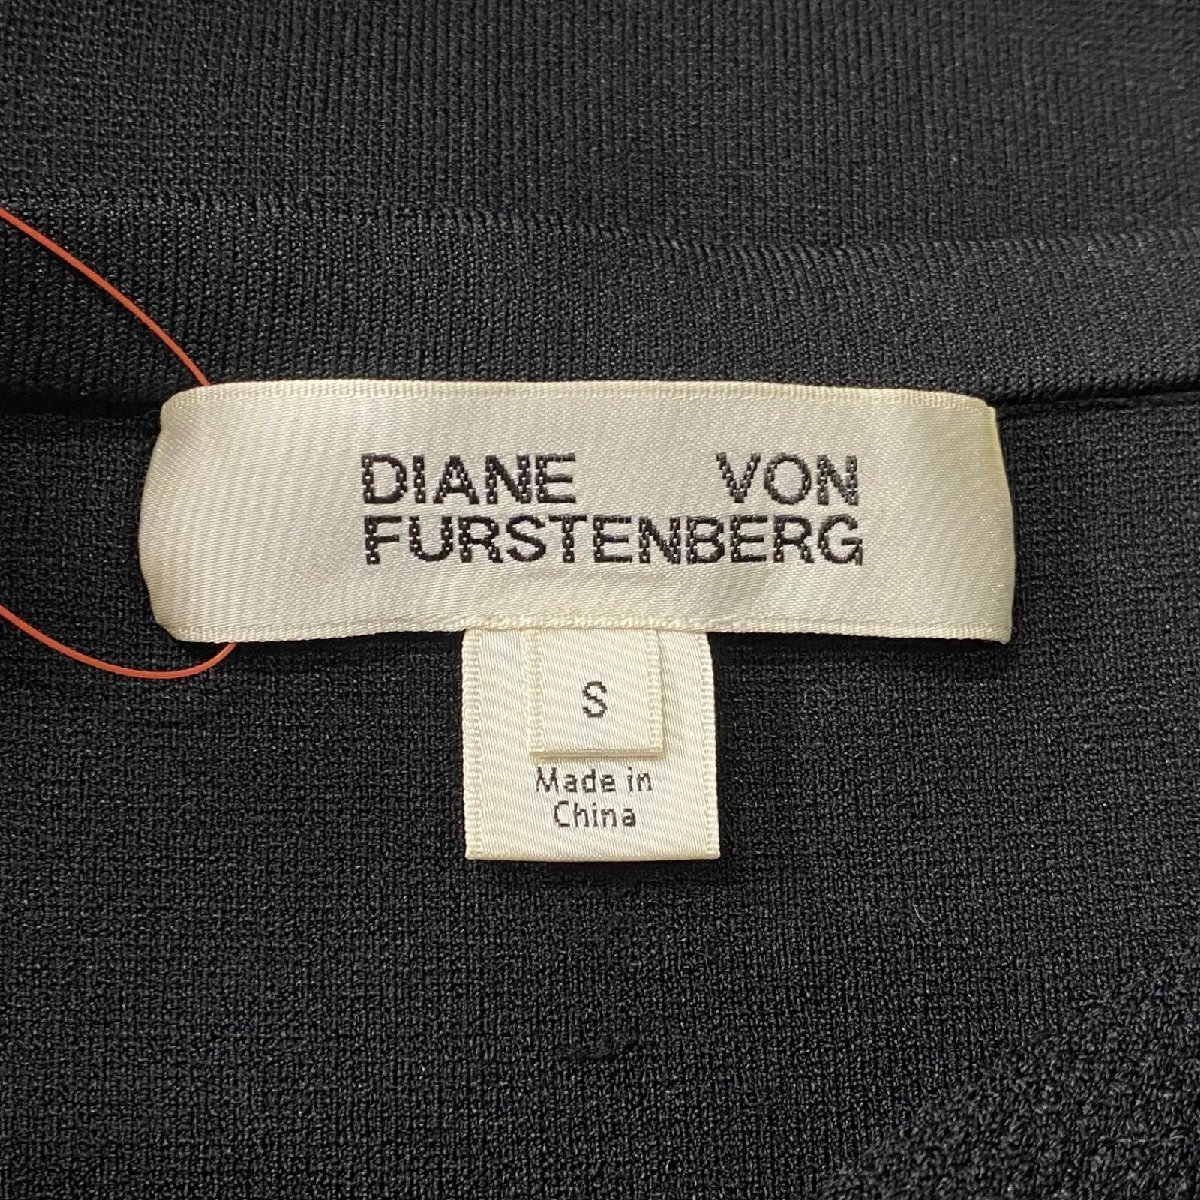 DIANE VON
FURSTENBERG
S
Made in
China